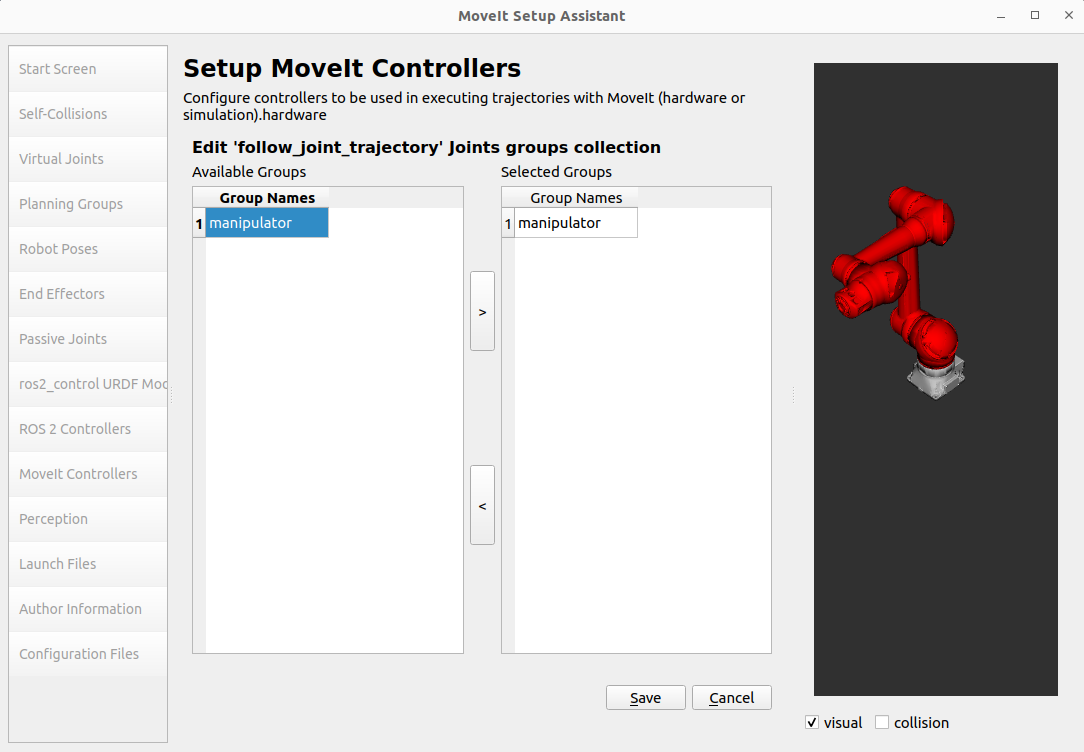 MoveIt Setup Assistant
Start Screen
Self-Collisions
Virtual Joints
Planning Groups
Robot Poses
End Effectors
Passive Joints
ros2_control URDF Moc
ROS 2 Controllers
MoveIt Controllers
Perception
Launch Files
Author Information
Configuration Files
Setup MoveIt Controllers
Configure controllers to be used in executing trajectories with MoveIt (hardware or
simulation).hardware
Edit 'follow_joint_trajectory' Joints groups collection
Available Groups
Group Names
1 manipulator
>
<
Selected Groups
Group Names
1 manipulator
Save
Cancel
visual
collision